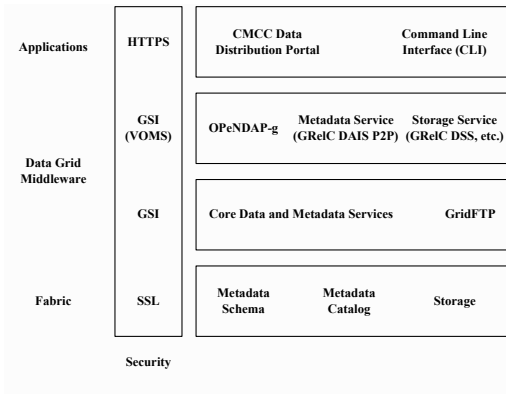 Applications
HTTPS
CMCC Data
Distribution Portal
Command Line
Interface (CLI)
Data Grid
Middleware
GSI
(VOMS)
OPeNDAP-g
Metadata Service
(GRelC DAIS P2P)
Storage Service
(GRelC DSS, etc.)
GSI
Core Data and Metadata Services
GridFTP
Fabric
SSL
Metadata
Schema
Metadata
Catalog
Storage
Security